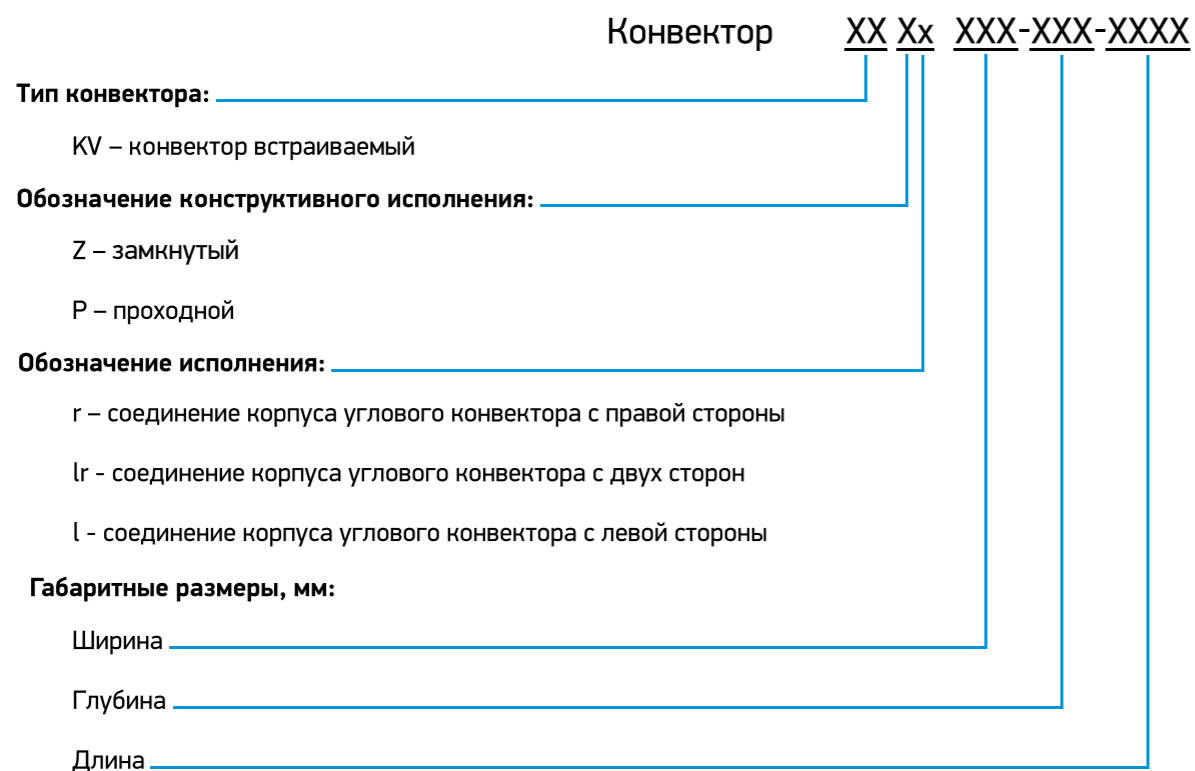 Конвектор XX Xx XXX-XXX-XXXX
Тип конвектора:
KV – конвектор встраиваемый
Обозначение конструктивного исполнения:
Z – замкнутый
P – проходной
Обозначение исполнения:
r – соединение корпуса углового конвектора с правой стороны
lr - соединение корпуса углового конвектора с двух сторон
l - соединение корпуса углового конвектора с левой стороны
Габаритные размеры, мм:
Ширина
Глубина
Длина